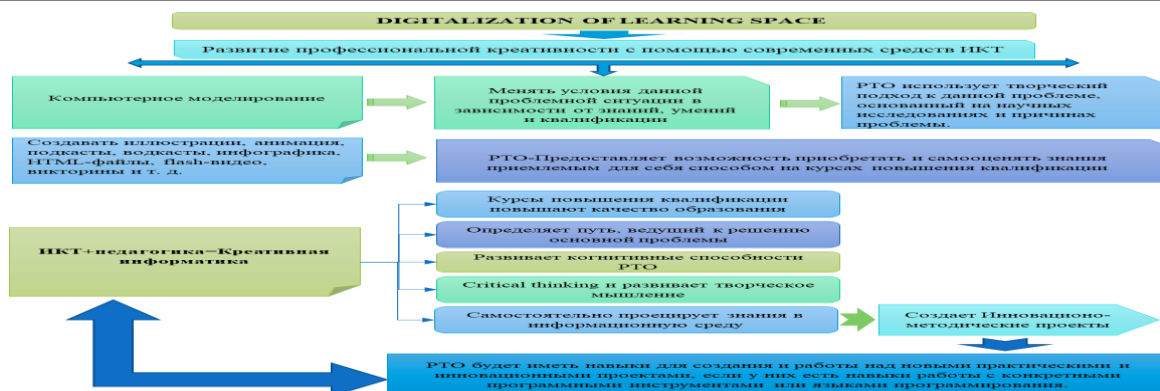 DIGITALIZATION OF LEARNING SPACE
Развитие профессиональной креативности с помощью современных средств ИКТ
Компьютерное моделирование
Менять условия данной
проблемной ситуации в
зависимости от знаний, умений
и квалификации
РТО использует творческий
подход к данной проблеме,
основанный на научных
исследованиях и причинах
проблемы.
Создавать иллюстрации, анимация,
подкасты, водкасты, инфографика,
HTML-файлы, flash-видео,
викторины и т. д.
РТО-Предоставляет возможность приобретать и самооценять знания
приемлемым для себя способом на курсах повышения квалификации
Курсы повышения квалификации
повышают качество образования
Определяет путь, ведущий к решению
основной проблемы
ИКТ+педагогика=Креативная
информатика
Развивает когнитивные способности
РТО
Critical thinking и развивает творческое
мышление
Самостоятельно проецирует знания в
информационную среду
Создает Инновационо-
методические проекты
РТО будет иметь навыки для создания и работы над новыми практическими и
инновационными проектами, если у них есть навыки работы с конкретными
программными инструментами или языками программирования.